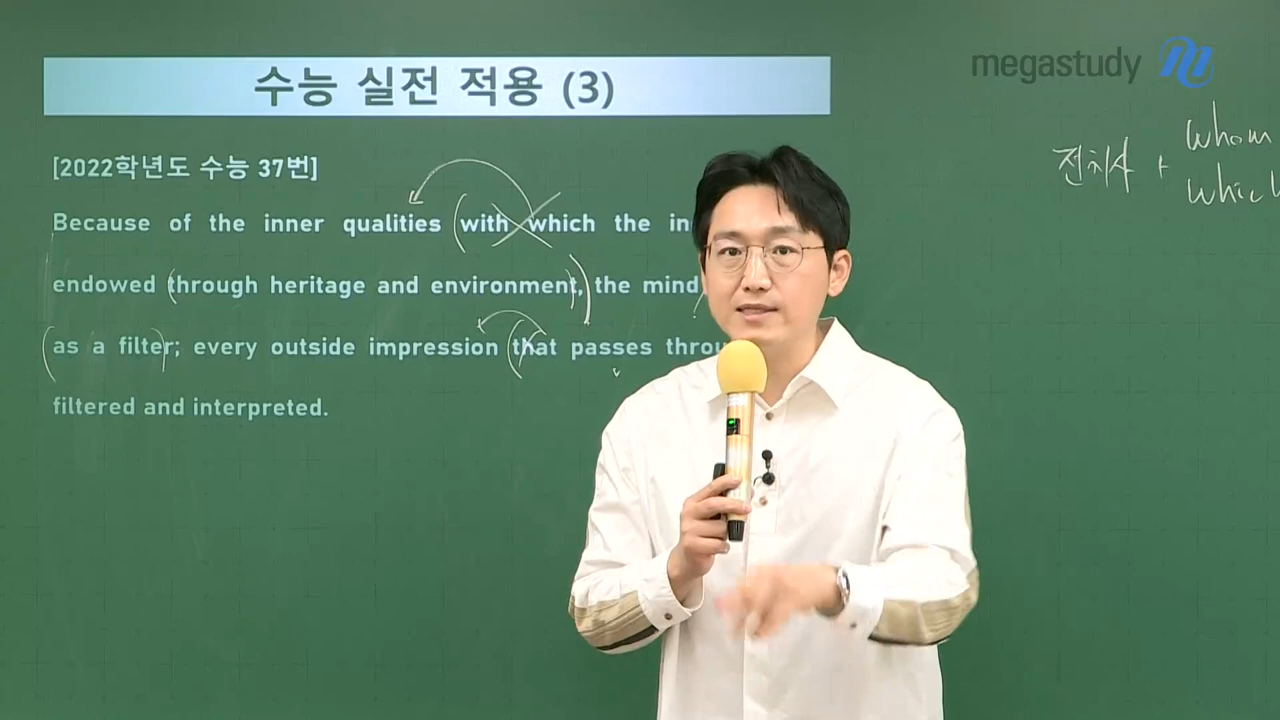 megastudy
수능 실전 적용 (3)
전치사 + whom
which
[2022학년도 수능 37번]
Because of the inner qualities (with which the
endowed (through heritage and environment), the mind
(as a filter); every outside impression (that passes
filtered and interpreted.